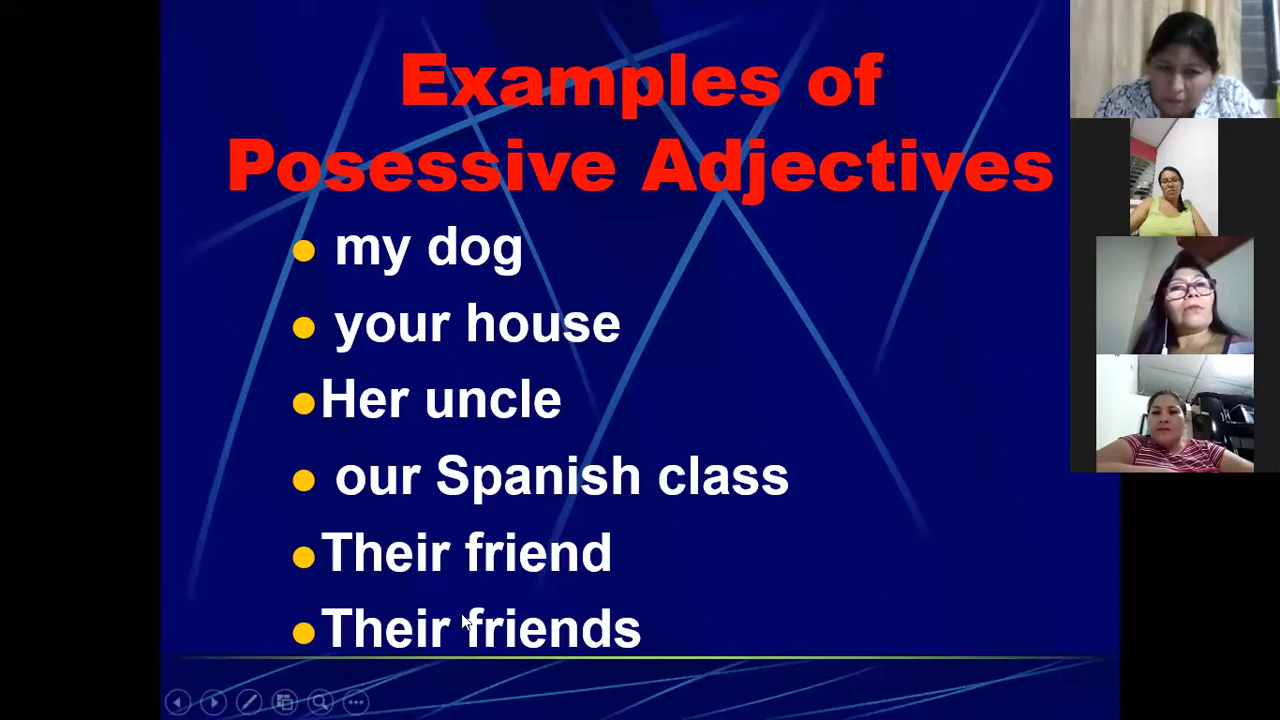 Examples of
Posessive Adjectives
my dog
your house
Her uncle
our Spanish class
Their friend
Their friends